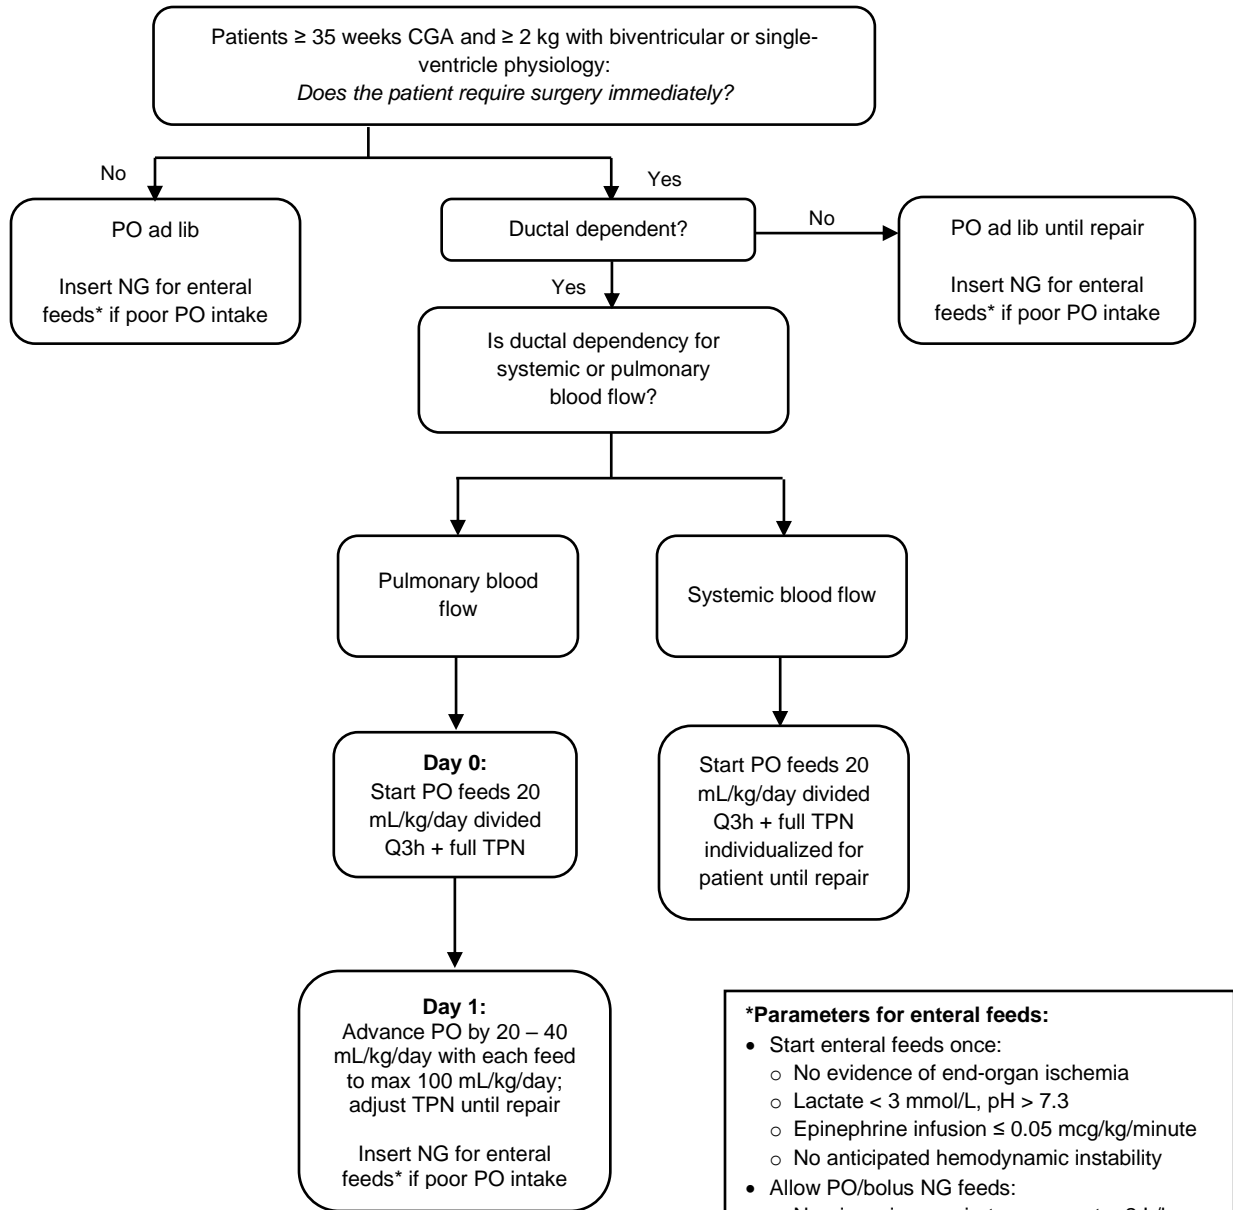 Patients ≥ 35 weeks CGA and ≥ 2 kg with biventricular or single-
ventricle physiology:
Does the patient require surgery immediately?
No
Yes
PO ad lib
Insert NG for enteral
feeds* if poor PO intake
Ductal dependent?
No
PO ad lib until repair
Insert NG for enteral
feeds* if poor PO intake
Yes
Is ductal dependency for
systemic or pulmonary
blood flow?
Pulmonary blood
flow
Systemic blood flow
Day 0:
Start PO feeds 20
mL/kg/day divided
Q3h + full TPN
Start PO feeds 20
mL/kg/day divided
Q3h + full TPN
individualized for
patient until repair
Day 1:
Advance PO by 20 – 40
mL/kg/day with each feed
to max 100 mL/kg/day;
adjust TPN until repair
Insert NG for enteral
feeds* if poor PO intake
*Parameters for enteral feeds:
• Start enteral feeds once:
o No evidence of end-organ ischemia
o Lactate < 3 mmol/L, pH > 7.3
o Epinephrine infusion ≤ 0.05 mcg/kg/minute
o No anticipated hemodynamic instability
• Allow PO/bolus NG feeds: